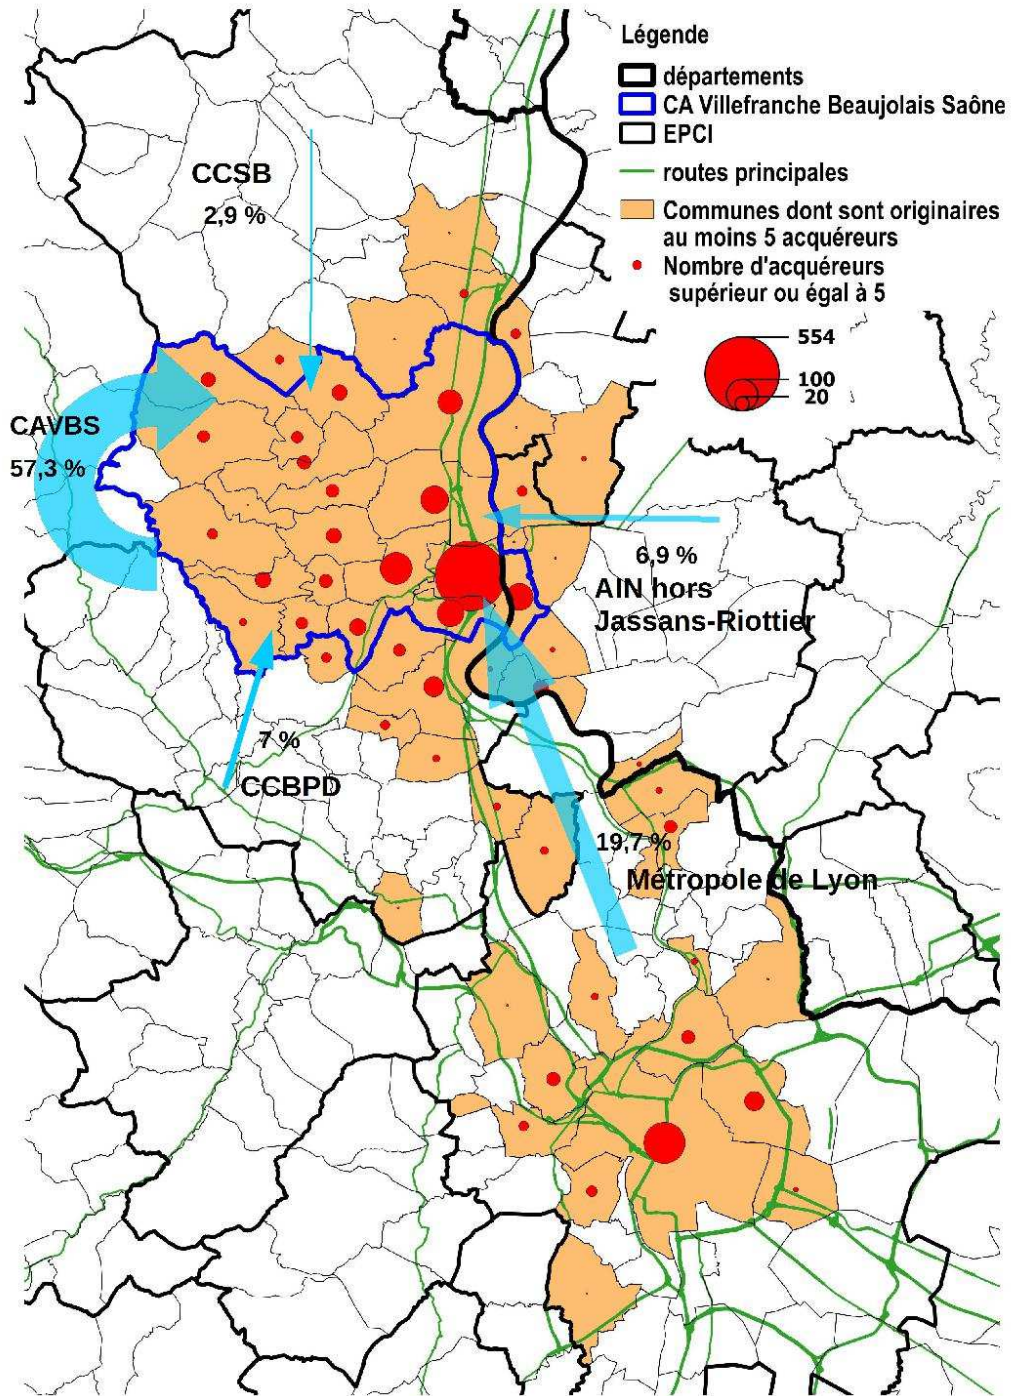 Légende
départements
CA Villefranche Beaujolais Saône
EPCI
routes principales
Communes dont sont originaires
au moins 5 acquéreurs
Nombre d'acquéreurs
supérieur ou égal à 5
554
100
20
CCSB
2,9 %
CAVBS
57,3 %
6,9 %
AIN hors
Jassans-Riottier
7 %
CCBPD
19,7 %
Métropole de Lyon